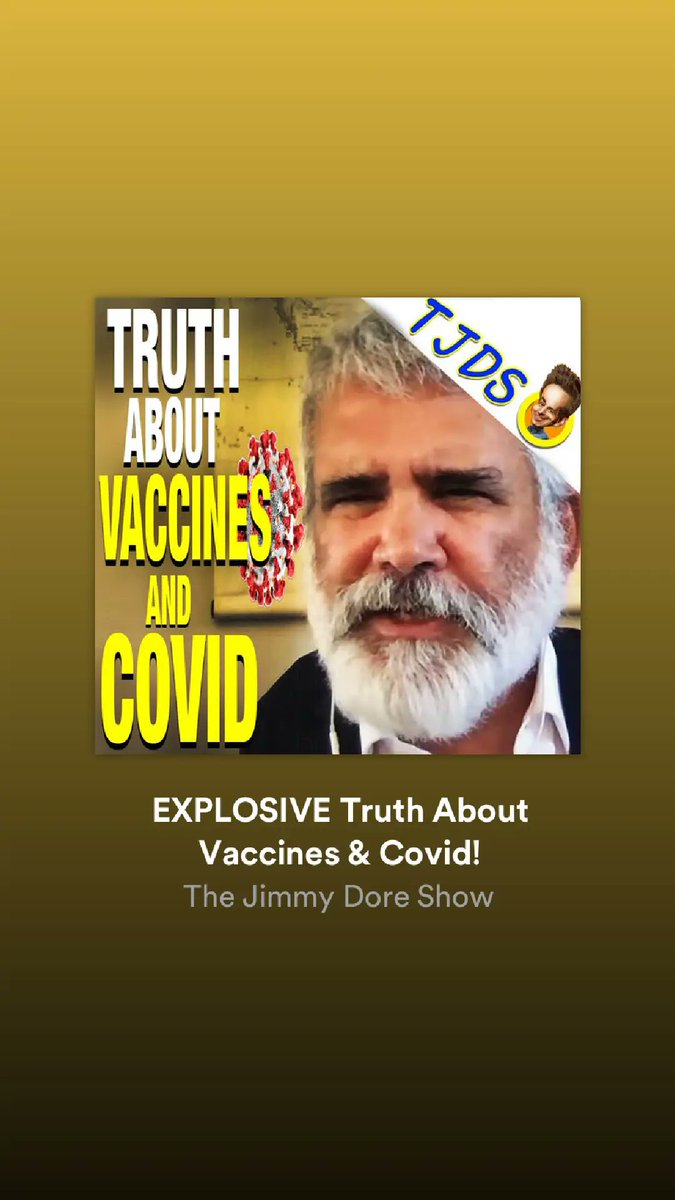 TRUTH
ABOUT
VACCINES
AND
COVID
TJDS
EXPLOSIVE Truth About
Vaccines & Covid!
The Jimmy Dore Show